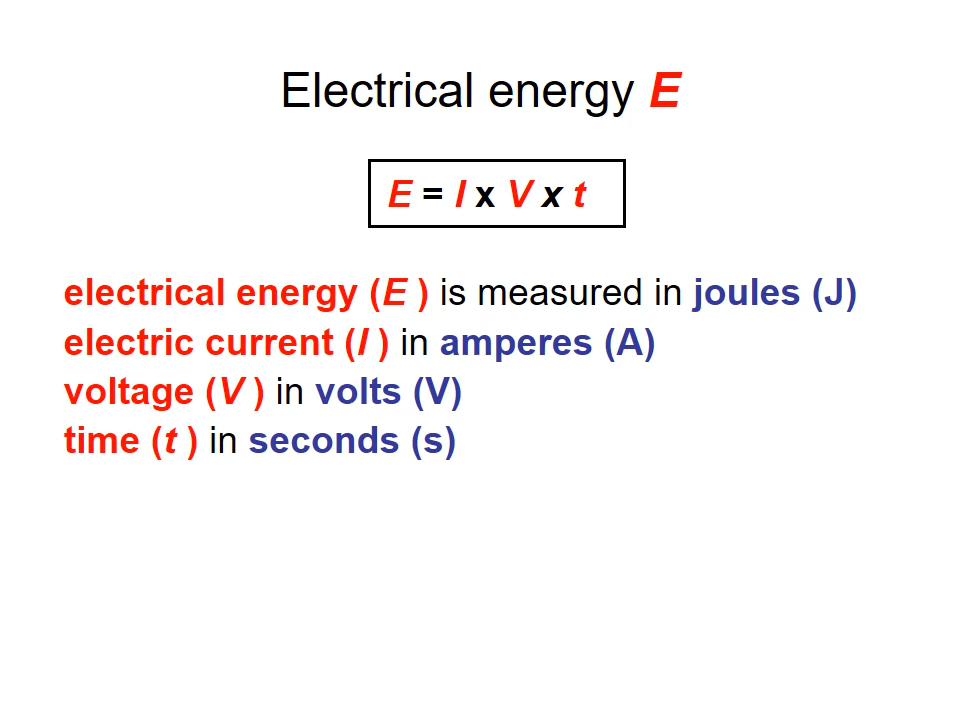 Electrical energy E
E = I x V x t
electrical energy (E ) is measured in joules (J)
electric current (I ) in amperes (A)
voltage (V ) in volts (V)
time (t ) in seconds (s)